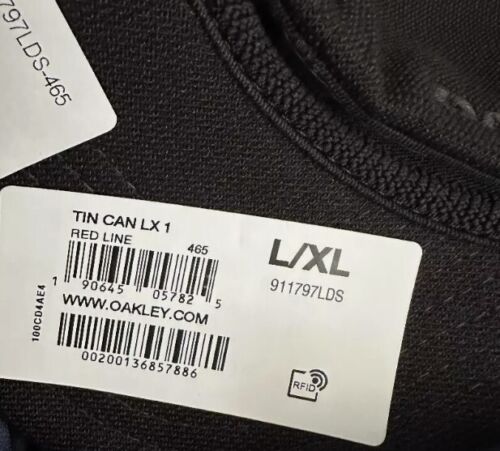 797LDS-465
TIN CAN LX 1
RED LINE
465
1 90645 05782 5
WWW.OAKLEY.COM
00200136857886
100CD4AE4
L/XL
911797LDS
RFID